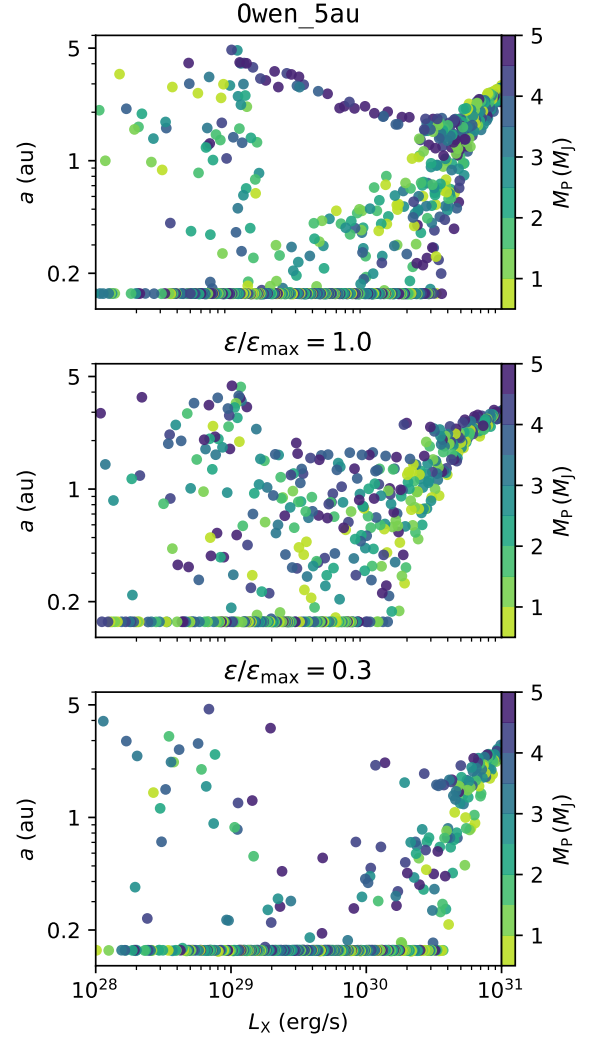 Owen_5au
5
1
0.2
a (au)
5
4
3
2
1
M_P (M_J)
ε/ε_max = 1.0
5
1
0.2
a (au)
5
4
3
2
1
M_P (M_J)
ε/ε_max = 0.3
5
1
0.2
a (au)
5
4
3
2
1
M_P (M_J)
10^28 10^29 10^30 10^31
L_X (erg/s)